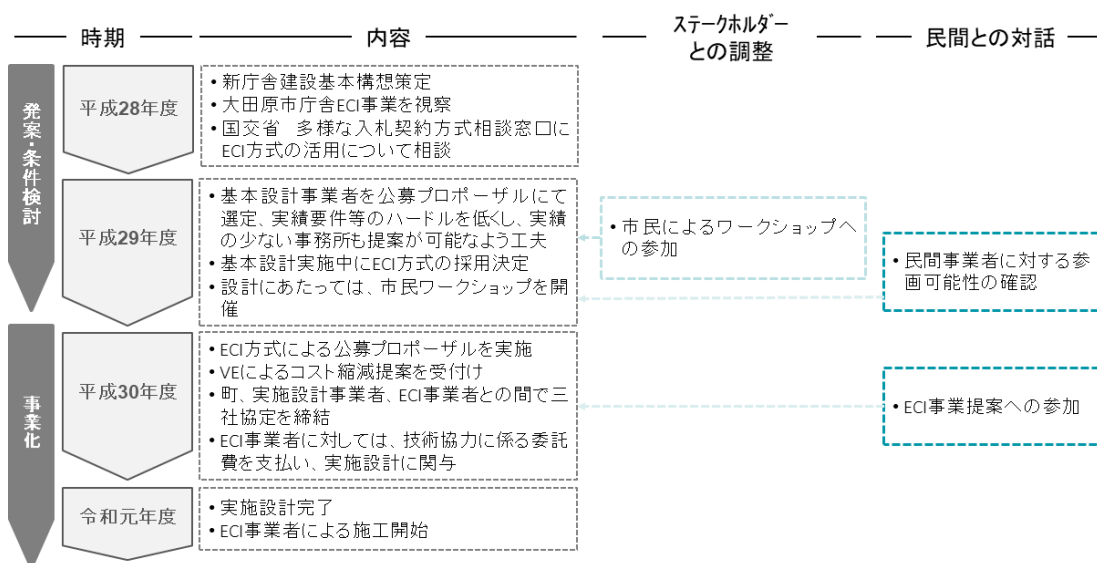 時期
内容
ステークホルダー
との調整
民間との対話
発案・条件検討
平成28年度
• 新庁舎建設基本構想策定
• 大田原市庁舎ECI事業を視察
• 国交省　多様な入札契約方式相談窓口に
ECI方式の活用について相談
平成29年度
• 基本設計事業者を公募プロポーザルにて
選定、実績要件等のハードルを低くし、実績
の少ない事務所も提案が可能なよう工夫
• 基本設計実施中にECI方式の採用決定
• 設計にあたっては、市民ワークショップを開
催
• 市民によるワークショップへ
の参加
• 民間事業者に対する参
画可能性の確認
事業化
平成30年度
• ECI方式による公募プロポーザルを実施
• VEによるコスト縮減提案を受付け
• 町、実施設計事業者、ECI事業者との間で三
社協定を締結
• ECI事業者に対しては、技術協力に係る委託
費を支払い、実施設計に関与
• ECI事業提案への参加
令和元年度
• 実施設計完了
• ECI事業者による施工開始